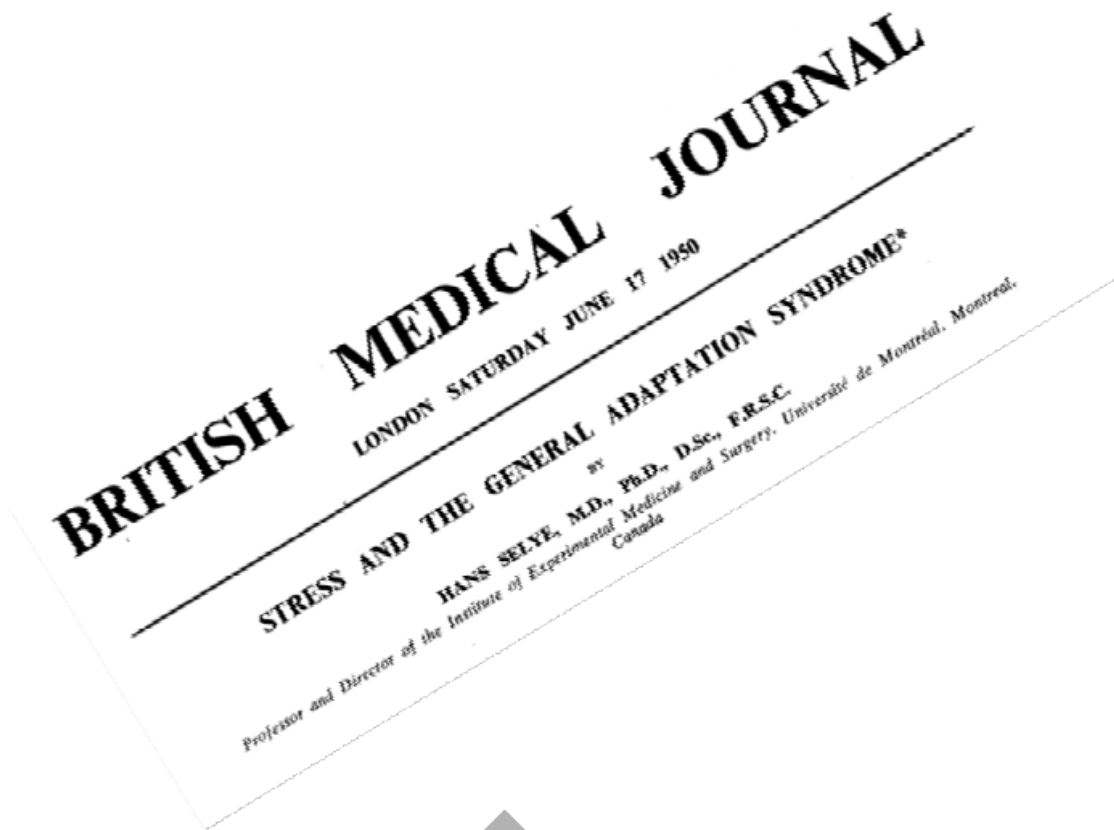 BRITISH MEDICAL JOURNAL
LONDON SATURDAY JUNE 17 1950
STRESS AND THE GENERAL ADAPTATION SYNDROME*
BY
HANS SELYE, M.D., Ph.D., D.Sc., F.R.S.C.
Professor and Director of the Institute of Experimental Medicine and Surgery, Université de Montréal, Montreal,
Canada